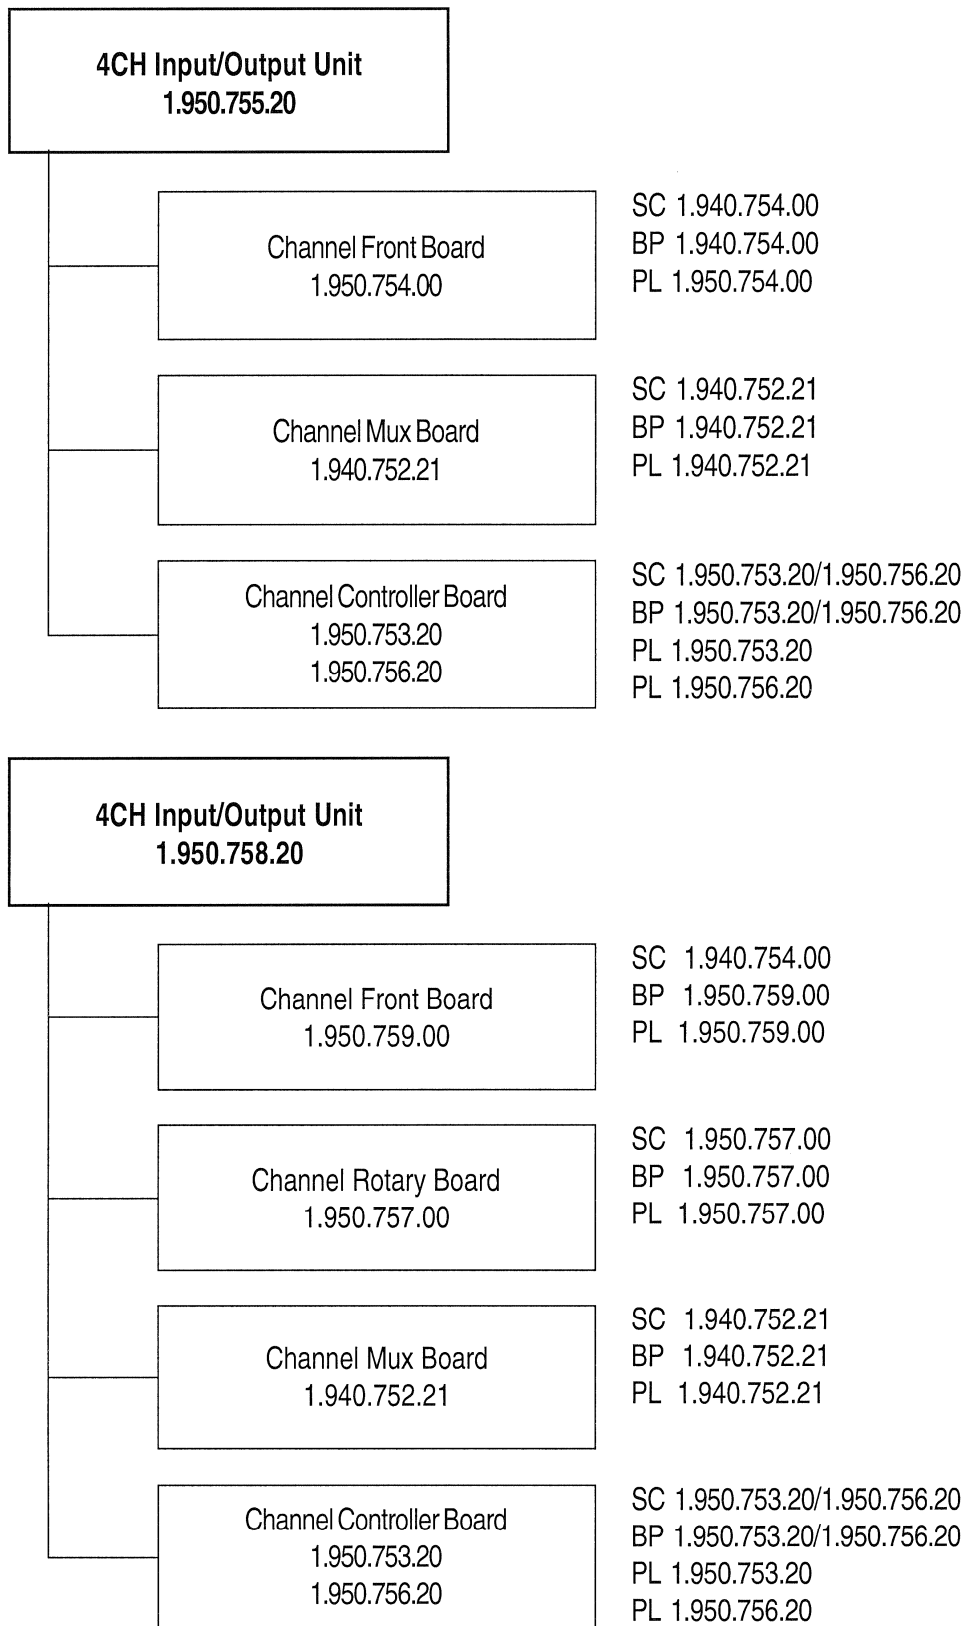 4CH Input/Output Unit
1.950.755.20
Channel Front Board
1.950.754.00
SC 1.940.754.00
BP 1.940.754.00
PL 1.950.754.00
Channel Mux Board
1.940.752.21
SC 1.940.752.21
BP 1.940.752.21
PL 1.940.752.21
Channel Controller Board
1.950.753.20
1.950.756.20
SC 1.950.753.20/1.950.756.20
BP 1.950.753.20/1.950.756.20
PL 1.950.753.20
PL 1.950.756.20
4CH Input/Output Unit
1.950.758.20
Channel Front Board
1.950.759.00
SC 1.940.754.00
BP 1.950.759.00
PL 1.950.759.00
Channel Rotary Board
1.950.757.00
SC 1.950.757.00
BP 1.950.757.00
PL 1.950.757.00
Channel Mux Board
1.940.752.21
SC 1.940.752.21
BP 1.940.752.21
PL 1.940.752.21
Channel Controller Board
1.950.753.20
1.950.756.20
SC 1.950.753.20/1.950.756.20
BP 1.950.753.20/1.950.756.20
PL 1.950.753.20
PL 1.950.756.20